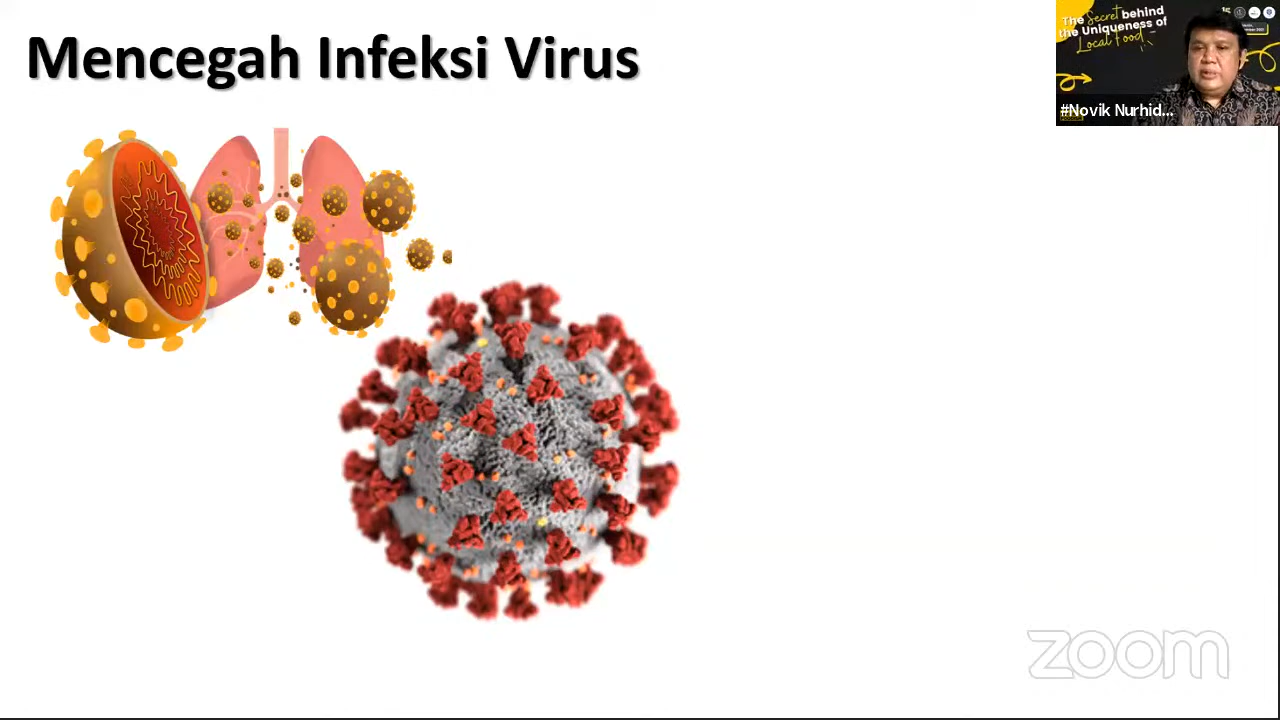 Mencegah Infeksi Virus
The Secret behind
the Uniqueness of
Local Food
#Novik Nurhid...
zoom